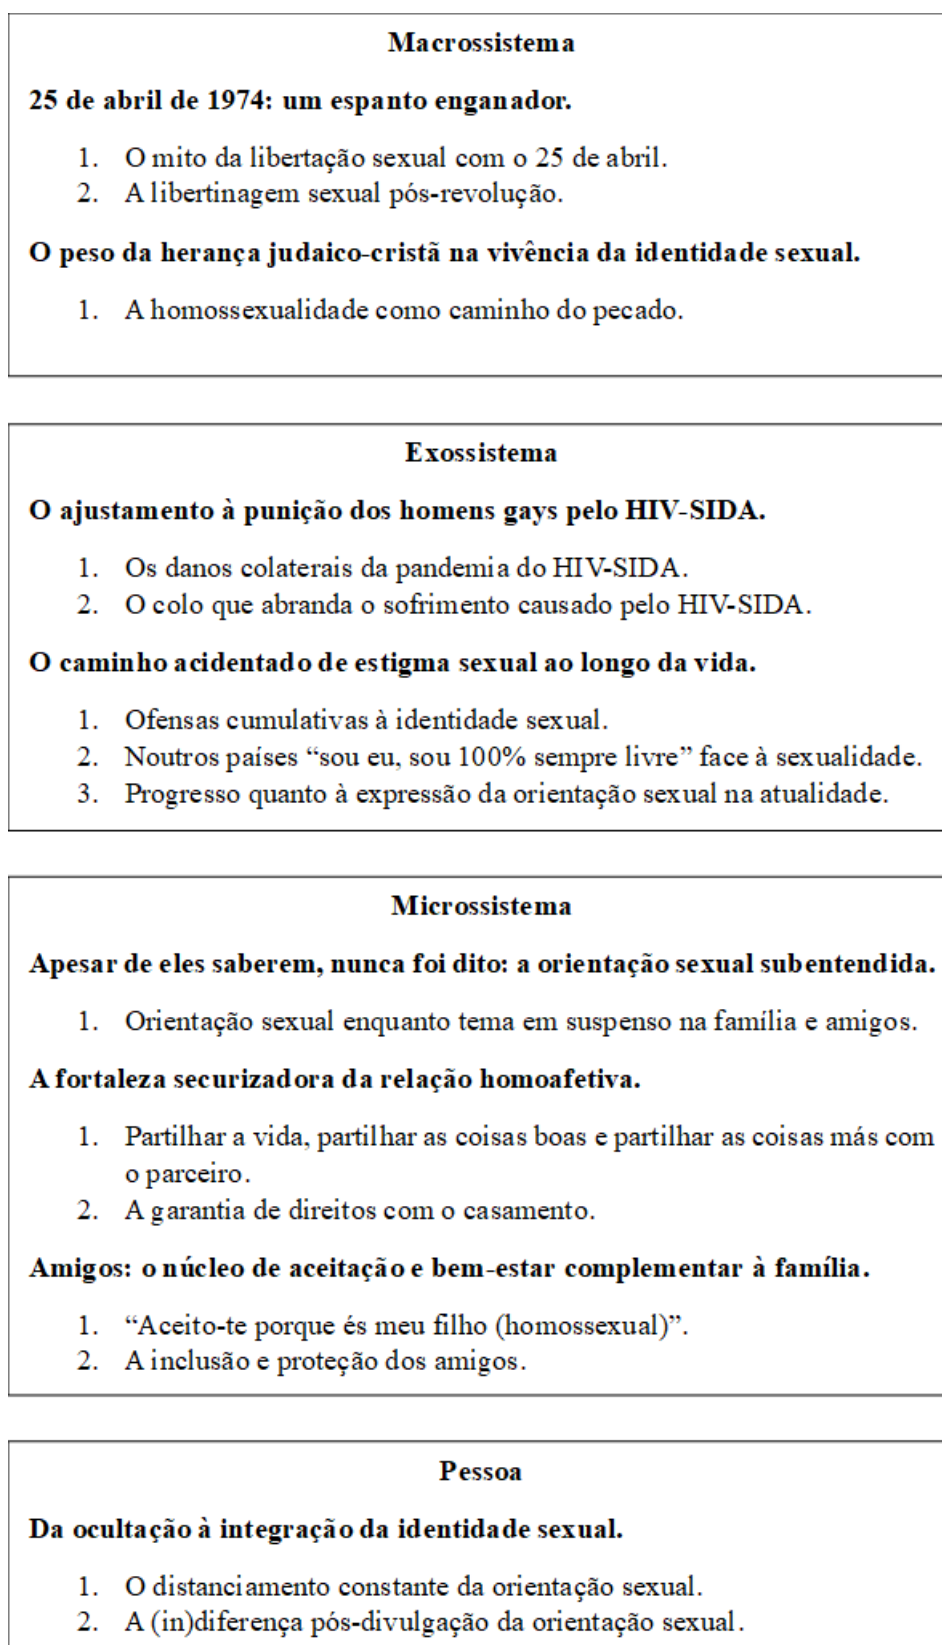 Macrossistema
25 de abril de 1974: um espanto enganador.
1. O mito da libertação sexual com o 25 de abril.
2. A libertinagem sexual pós-revolução.
O peso da herança judaico-cristã na vivência da identidade sexual.
1. A homossexualidade como caminho do pecado.
Exossistema
O ajustamento à punição dos homens gays pelo HIV-SIDA.
1. Os danos colaterais da pandemia do HIV-SIDA.
2. O colo que abranda o sofrimento causado pelo HIV-SIDA.
O caminho acidentado de estigma sexual ao longo da vida.
1. Ofensas cumulativas à identidade sexual.
2. Noutros países “sou eu, sou 100% sempre livre” face à sexualidade.
3. Progresso quanto à expressão da orientação sexual na atualidade.
Microssistema
Apesar de eles saberem, nunca foi dito: a orientação sexual subentendida.
1. Orientação sexual enquanto tema em suspenso na família e amigos.
A fortaleza securizadora da relação homoafetiva.
1. Partilhar a vida, partilhar as coisas boas e partilhar as coisas más com
o parceiro.
2. A garantia de direitos com o casamento.
Amigos: o núcleo de aceitação e bem-estar complementar à família.
1. “Aceito-te porque és meu filho (homossexual)”.
2. A inclusão e proteção dos amigos.
Pessoa
Da ocultação à integração da identidade sexual.
1. O distanciamento constante da orientação sexual.
2. A (in)diferença pós-divulgação da orientação sexual.